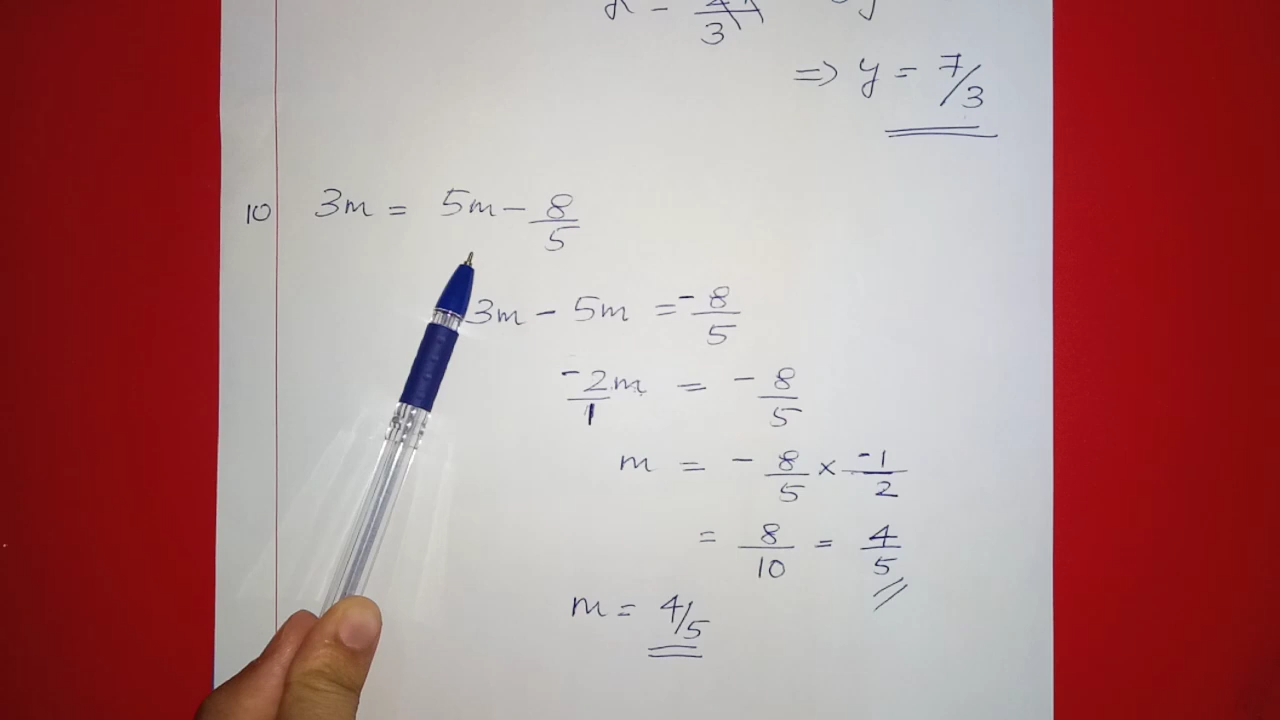 => y = 7/3
10 3m = 5m - 8/5
3m - 5m = -8/5
-2/1 m = -8/5
m = -8/5 × -1/2
= 8/10 = 4/5
m = 4/5